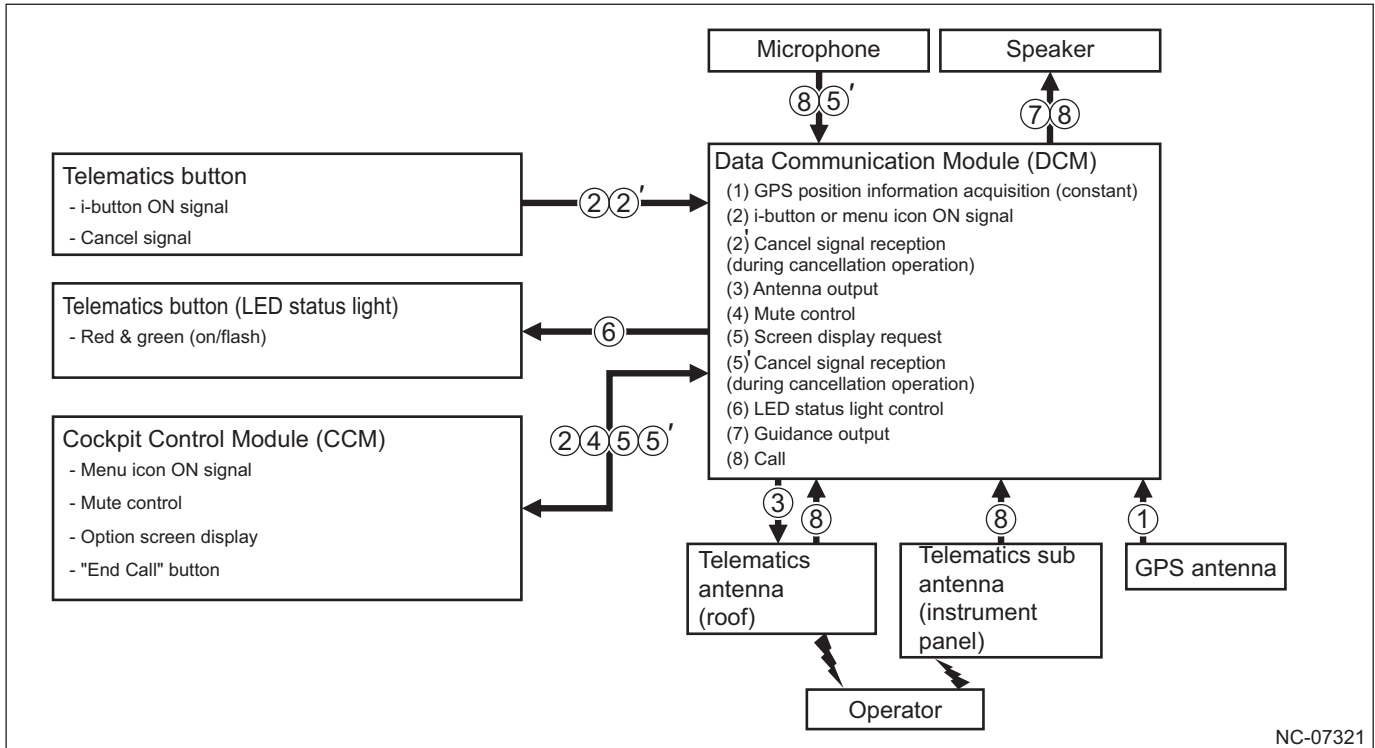 Microphone
Speaker
⑧⑤′
⑦⑧
Telematics button
- i-button ON signal
- Cancel signal
②②′
Telematics button (LED status light)
- Red & green (on/flash)
⑥
Cockpit Control Module (CCM)
- Menu icon ON signal
- Mute control
- Option screen display
- "End Call" button
②④⑤⑤′
Data Communication Module (DCM)
(1) GPS position information acquisition (constant)
(2) i-button or menu icon ON signal
(2)′ Cancel signal reception
(during cancellation operation)
(3) Antenna output
(4) Mute control
(5) Screen display request
(5)′ Cancel signal reception
(during cancellation operation)
(6) LED status light control
(7) Guidance output
(8) Call
③
⑧
⑧
①
Telematics
antenna
(roof)
Telematics sub
antenna
(instrument
panel)
GPS antenna
Operator
NC-07321